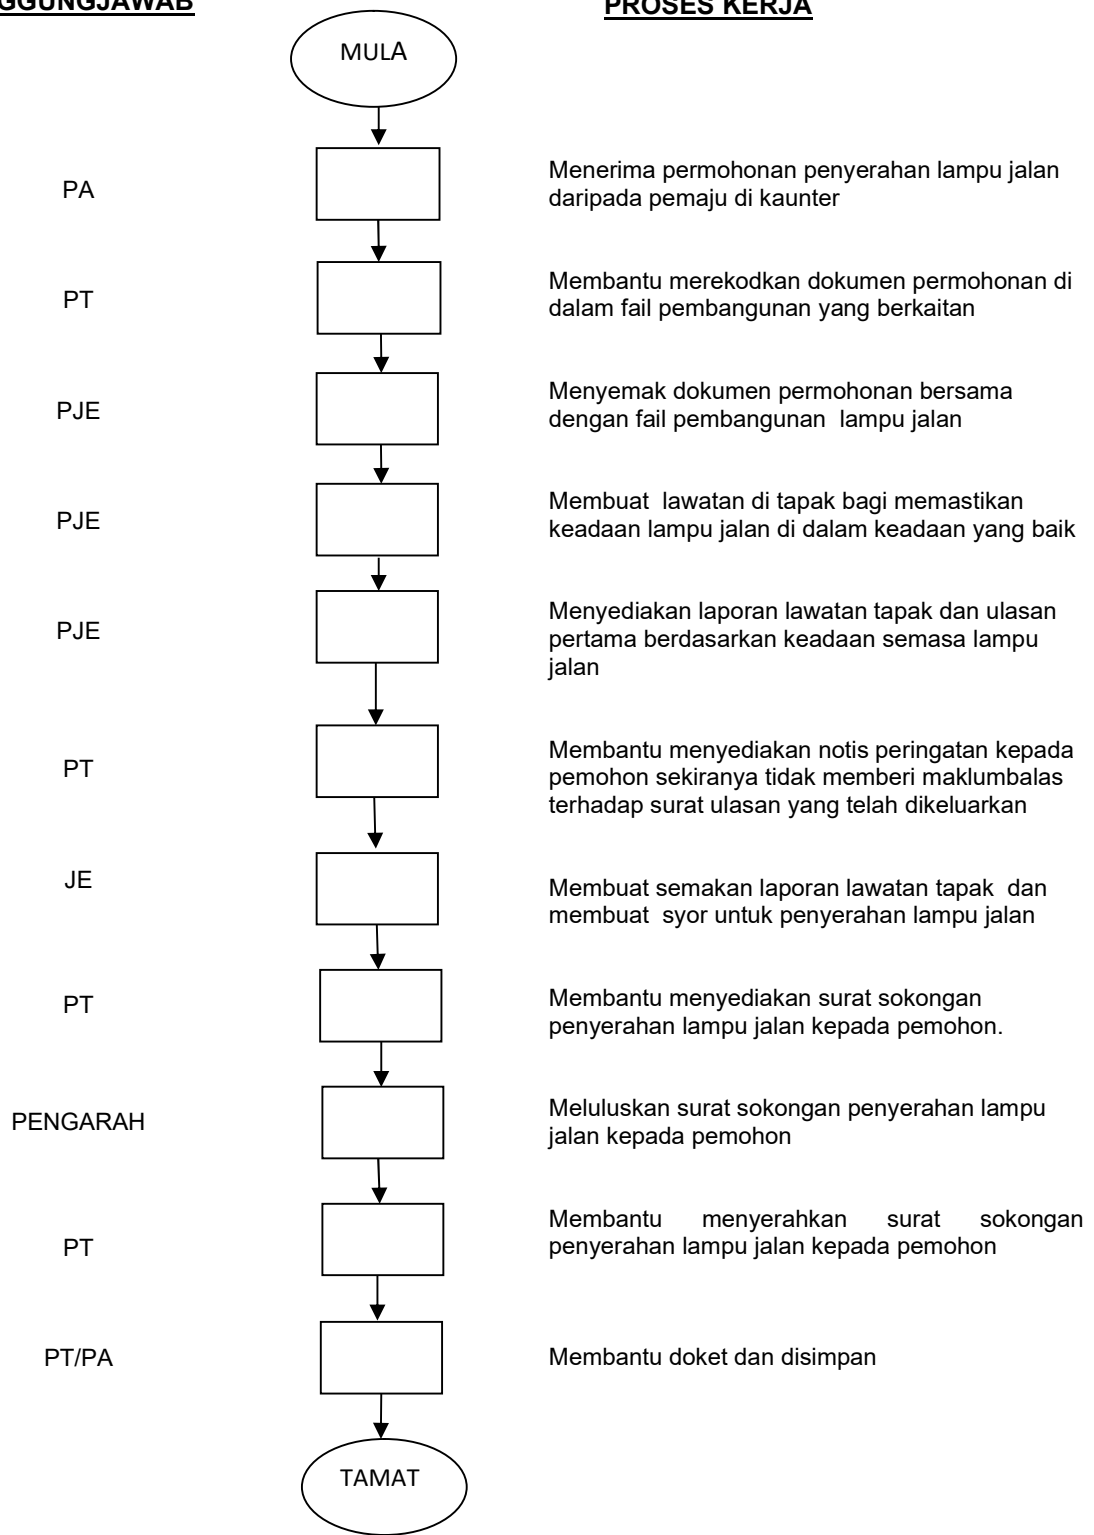 GGUNGJAWAB
PROSES KERJA
MULA
PA
Menerima permohonan penyerahan lampu jalan
daripada pemaju di kaunter
PT
Membantu merekodkan dokumen permohonan di
dalam fail pembangunan yang berkaitan
PJE
Menyemak dokumen permohonan bersama
dengan fail pembangunan lampu jalan
PJE
Membuat lawatan di tapak bagi memastikan
keadaan lampu jalan di dalam keadaan yang baik
PJE
Menyediakan laporan lawatan tapak dan ulasan
pertama berdasarkan keadaan semasa lampu
jalan
PT
Membantu menyediakan notis peringatan kepada
pemohon sekiranya tidak memberi maklumbalas
terhadap surat ulasan yang telah dikeluarkan
JE
Membuat semakan laporan lawatan tapak dan
membuat syor untuk penyerahan lampu jalan
PT
Membantu menyediakan surat sokongan
penyerahan lampu jalan kepada pemohon.
PENGARAH
Meluluskan surat sokongan penyerahan lampu
jalan kepada pemohon
PT
Membantu menyerahkan surat sokongan
penyerahan lampu jalan kepada pemohon
PT/PA
Membantu doket dan disimpan
TAMAT